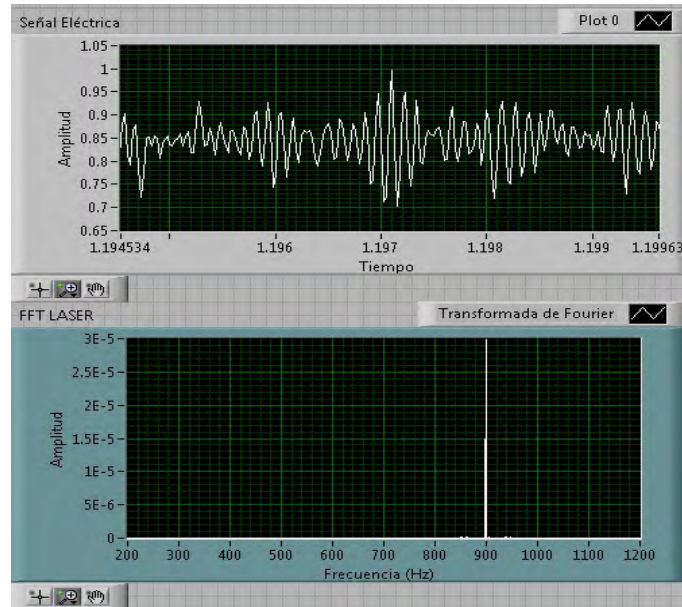 Señal Eléctrica
Plot 0
1.05
1
0.95
0.9
0.85
0.8
0.75
0.7
0.65
Amplitud
1.194534 1.196 1.197 1.198 1.199 1.19963
Tiempo
FFT LASER
Transformada de Fourier
3E-5
2.5E-5
2E-5
1.5E-5
1E-5
5E-6
0
Amplitud
200 300 400 500 600 700 800 900 1000 1100 1200
Frecuencia (Hz)